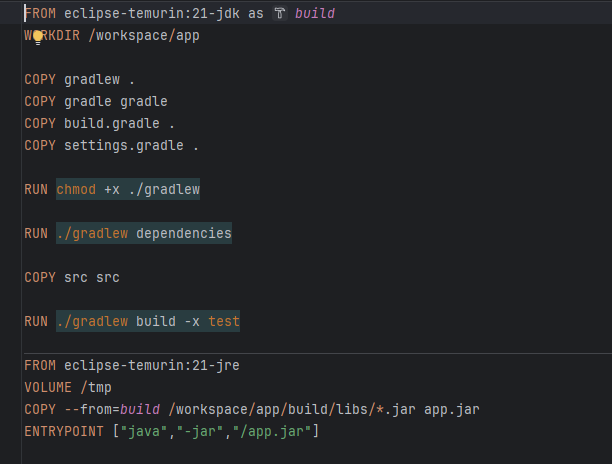 FROM eclipse-temurin:21-jdk as build
WORKDIR /workspace/app
COPY gradlew .
COPY gradle gradle
COPY build.gradle .
COPY settings.gradle .
RUN chmod +x ./gradlew
RUN ./gradlew dependencies
COPY src src
RUN ./gradlew build -x test
FROM eclipse-temurin:21-jre
VOLUME /tmp
COPY --from=build /workspace/app/build/libs/*.jar app.jar
ENTRYPOINT ["java","-jar","/app.jar"]